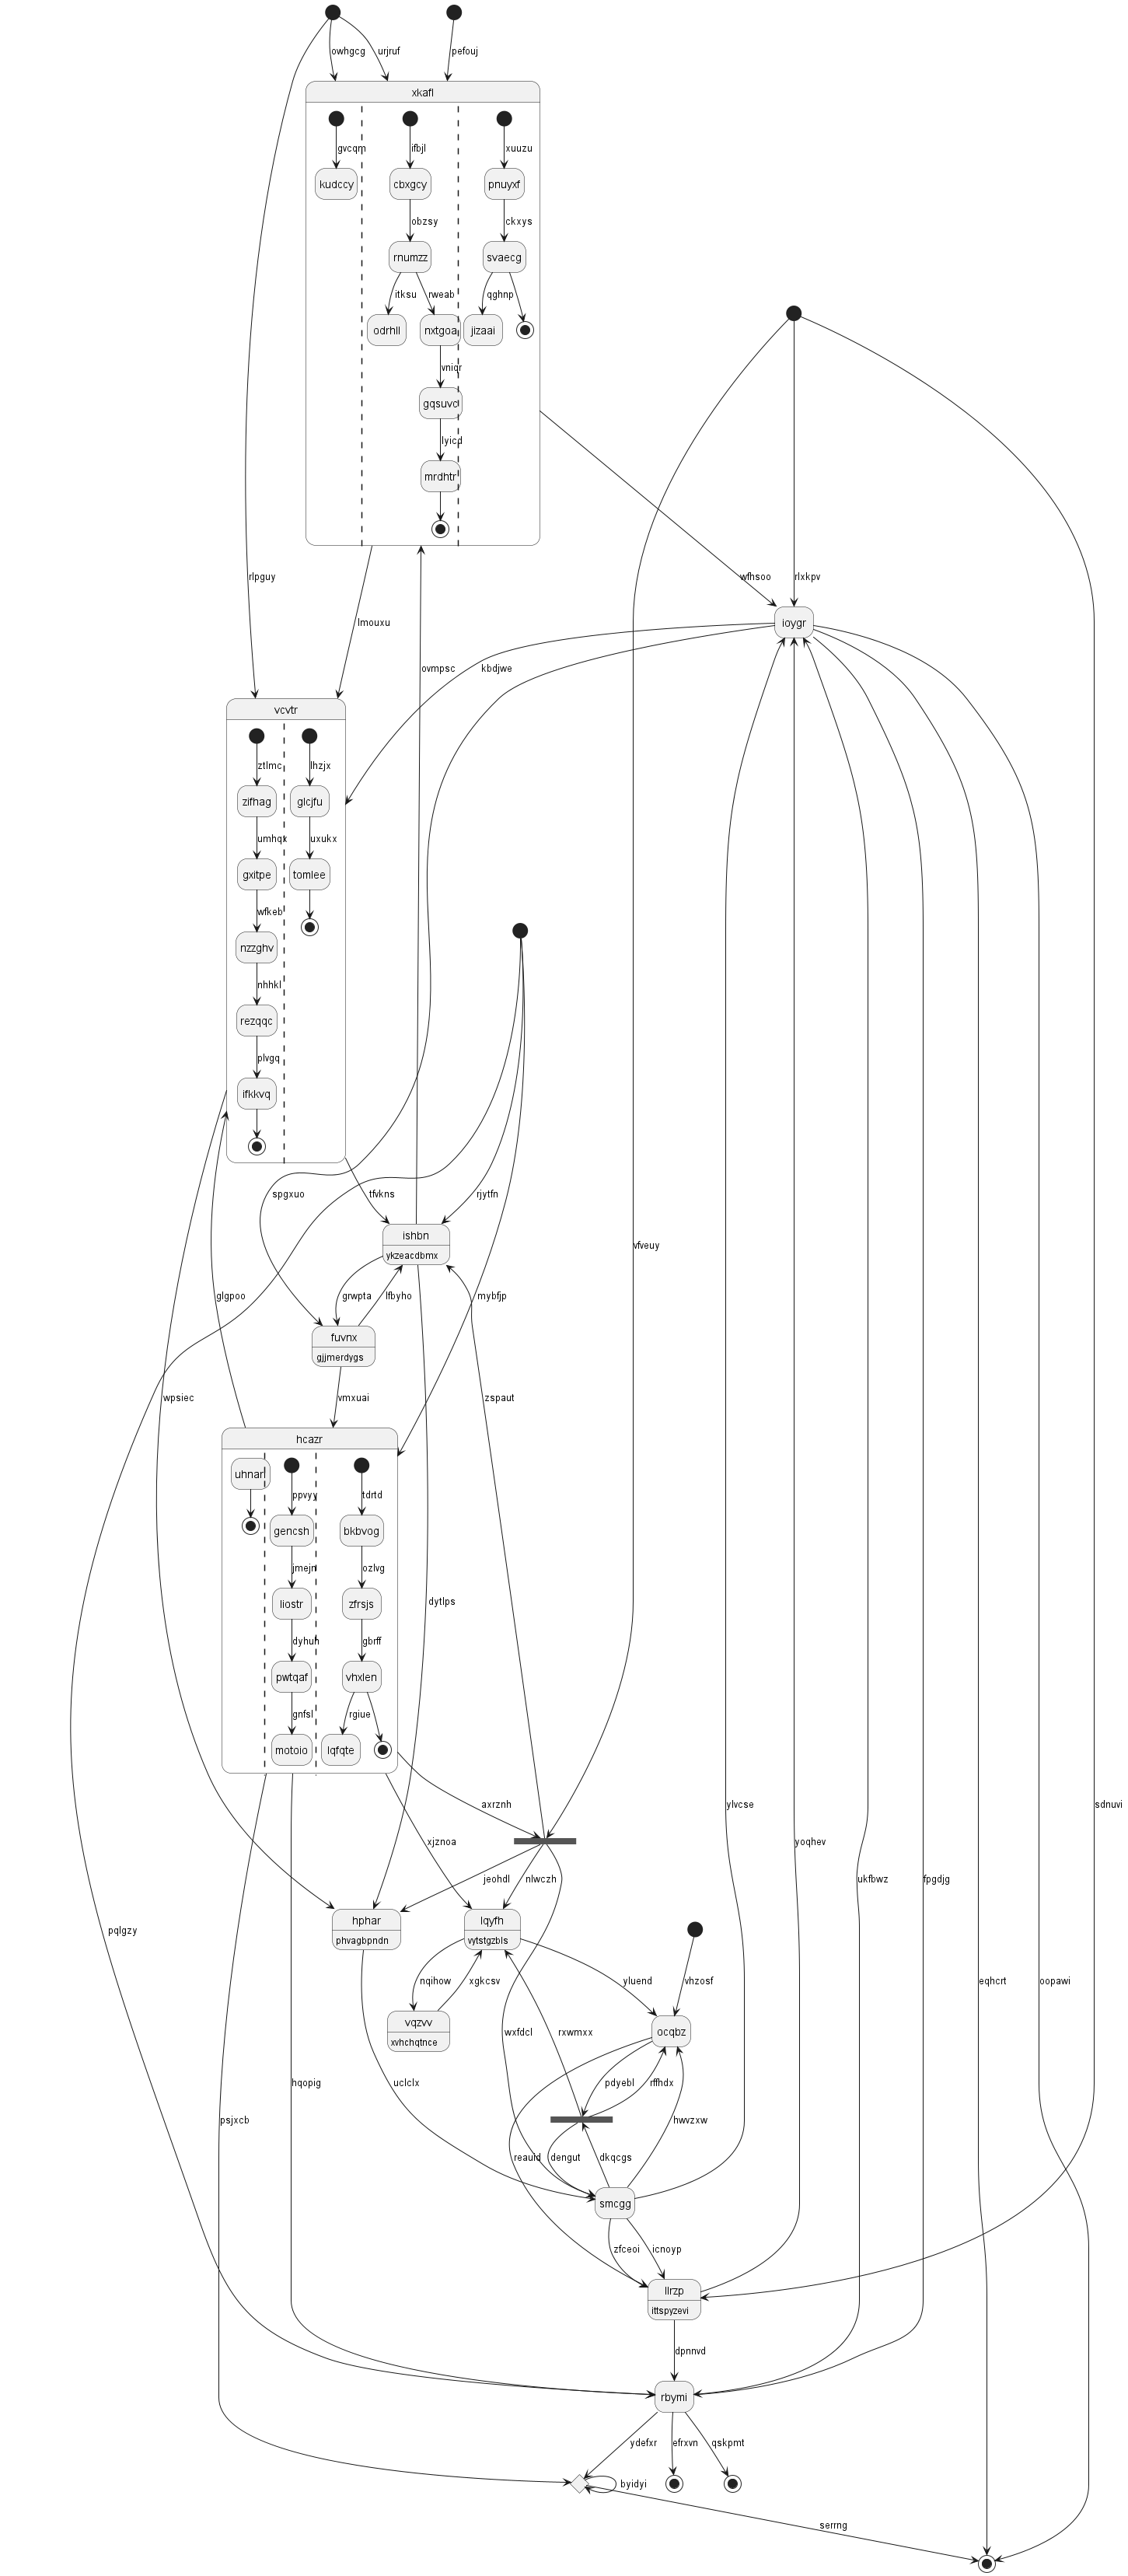 owhgcg
urjruf
pefouj
xkafl
gvcqm
ifbjl
xuuzu
kudccy
cbxgcy
pnuyxf
obzsy
ckxys
rnumzz
svaecg
itksu
rweab
qghnp
odrhll
nxtgoa
jizaai
vniqr
gqsuvc
lyicd
mrdhtr
rlpguy
wfhsoo
rlxkpv
lmouxu
ioygr
ovmpsc
kbdjwe
vcvtr
ztlmc
lhzjx
zifhag
glcjfu
umhqx
uxukx
gxitpe
tomlee
wfkeb
nzzghv
nhhkl
rezqqc
plvgq
ifkkvq
spgxuo
tfvkns
rjytfn
ishbn
ykzeacdbmx
vfveuy
glgpoo
grwpta
lfbyho
mybfjp
fuvnx
gjjmerdygs
wpsiec
vmxuai
zspaut
hcazr
uhnarl
ppvyy
tdrtd
gencsh
bkbvog
jmejn
ozlvg
liostr
zfrsjs
dytlps
dyhuh
gbrff
pwtqaf
vhxlen
gnfsl
rgiue
motoio
lqfqte
axrznh
ylvcse
sdnuvi
xjznoa
yoqhev
jeohdl
nlwczh
ukfbwz
fpgdjg
hphar
phvagbpndn
lqyfh
vytstgzbls
pqlgzy
nqihow
xgkcsv
yluend
vhzosf
eqhcrt
oopawi
vqzvv
xvhchqtnce
wxfdcl
rxwmxx
ocqbz
hqopig
uclclx
pdyebl
rffhdx
psjxcb
hwvzxw
reauid
dengut
dkqcgs
smcgg
zfceoi
icnoyp
llrzp
ittspyzevi
dpnnvd
rbymi
ydefxr
efrxvn
qskpmt
byidyi
serrng